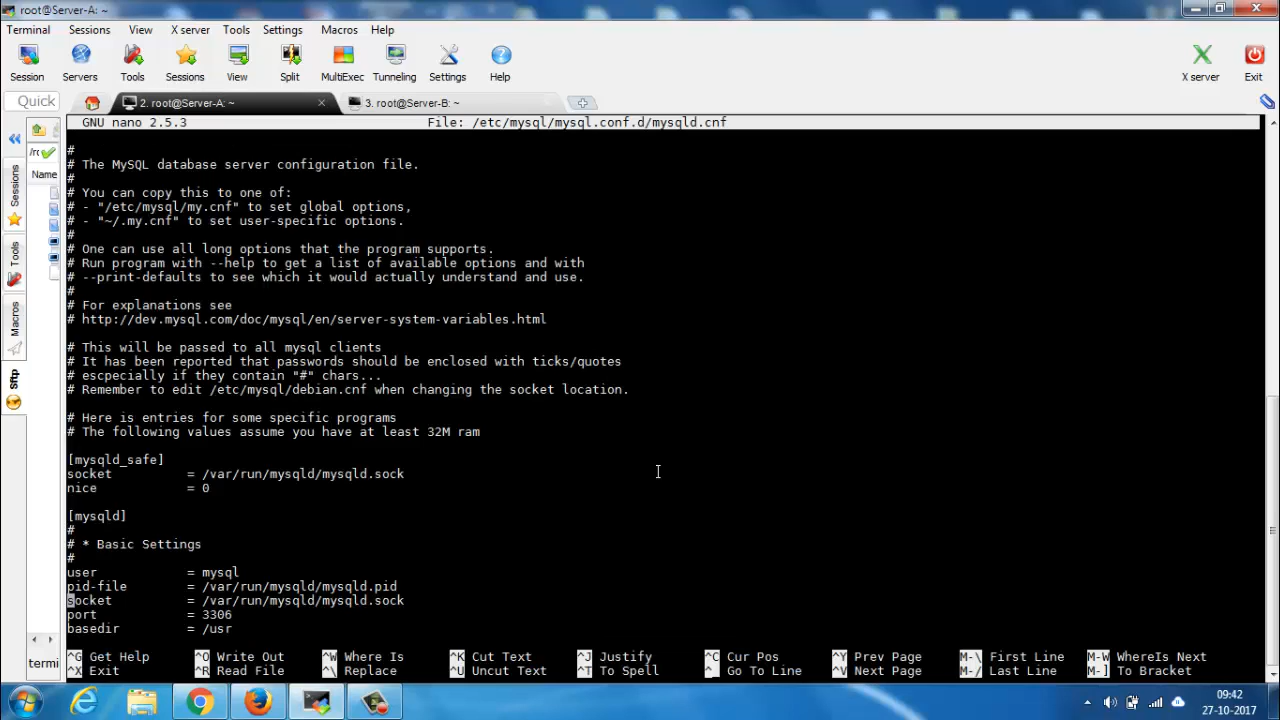 root@Server-A: ~
Terminal Sessions View X server Tools Settings Macros Help
Session Servers Tools Sessions View Split MultiExec Tunneling Settings Help X server Exit
Quick 2. root@Server-A: ~ 3. root@Server-B: ~
GNU nano 2.5.3 File: /etc/mysql/mysql.conf.d/mysqld.cnf
#
# The MySQL database server configuration file.
#
# You can copy this to one of:
# - "/etc/mysql/my.cnf" to set global options,
# - "~/.my.cnf" to set user-specific options.
#
# One can use all long options that the program supports.
# Run program with --help to get a list of available options and with
# --print-defaults to see which it would actually understand and use.
#
# For explanations see
# http://dev.mysql.com/doc/mysql/en/server-system-variables.html
# This will be passed to all mysql clients
# It has been reported that passwords should be enclosed with ticks/quotes
# escpecially if they contain "#" chars...
# Remember to edit /etc/mysql/debian.cnf when changing the socket location.
# Here is entries for some specific programs
# The following values assume you have at least 32M ram
[mysqld_safe]
socket = /var/run/mysqld/mysqld.sock
nice = 0
[mysqld]
#
# * Basic Settings
#
user = mysql
pid-file = /var/run/mysqld/mysqld.pid
socket = /var/run/mysqld/mysqld.sock
port = 3306
basedir = /usr
^G Get Help ^O Write Out ^W Where Is ^K Cut Text ^J Justify ^C Cur Pos ^Y Prev Page M-\ First Line M-W WhereIs Next
^X Exit ^R Read File ^\ Replace ^U Uncut Text ^T To Spell ^_ Go To Line ^V Next Page M-/ Last Line M-] To Bracket
Name
Sessions
Tools
Macros
Sftp
termi
09:42
27-10-2017